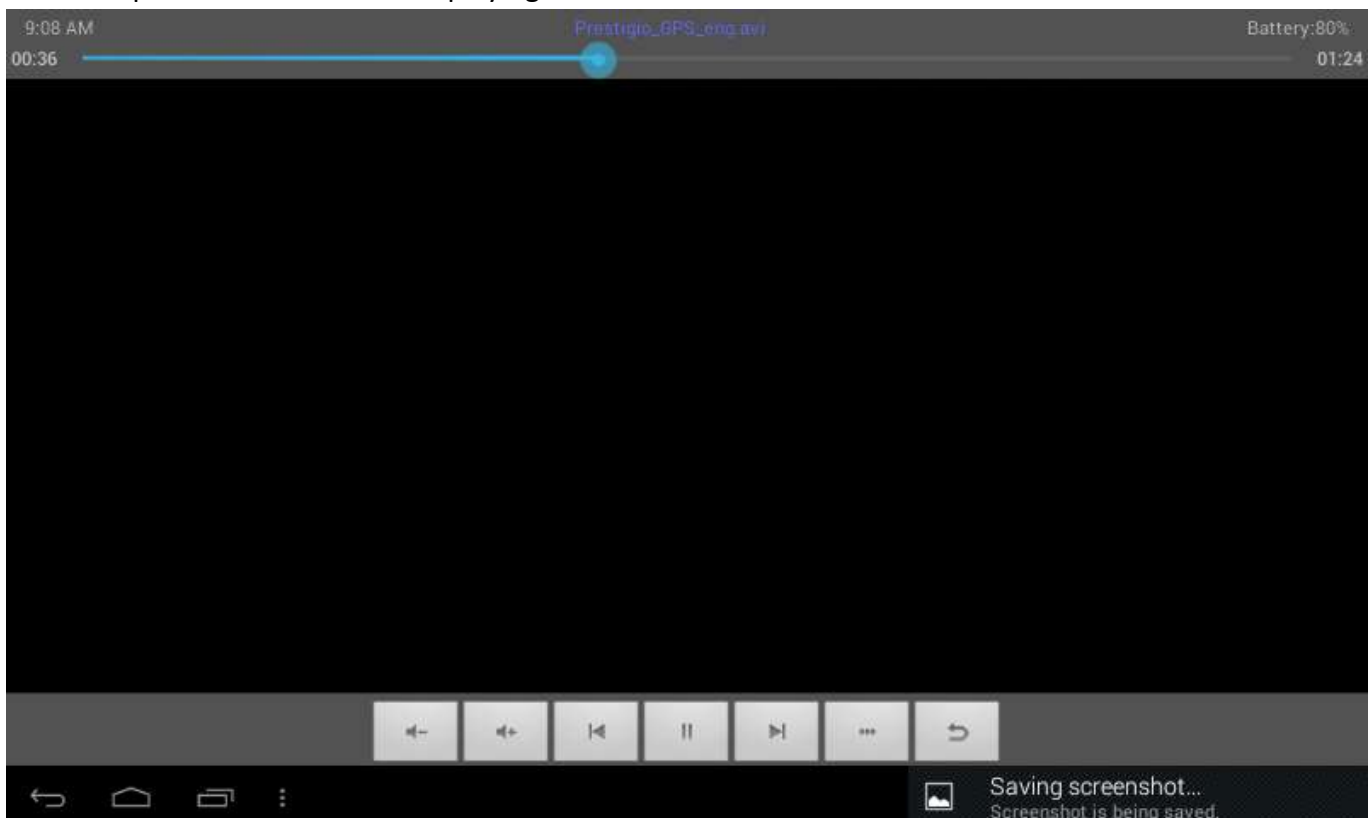 9:08 AM Prestigio_GPS_eng.avi Battery:80%
00:36 01:24
Saving screenshot...
Screenshot is being saved.